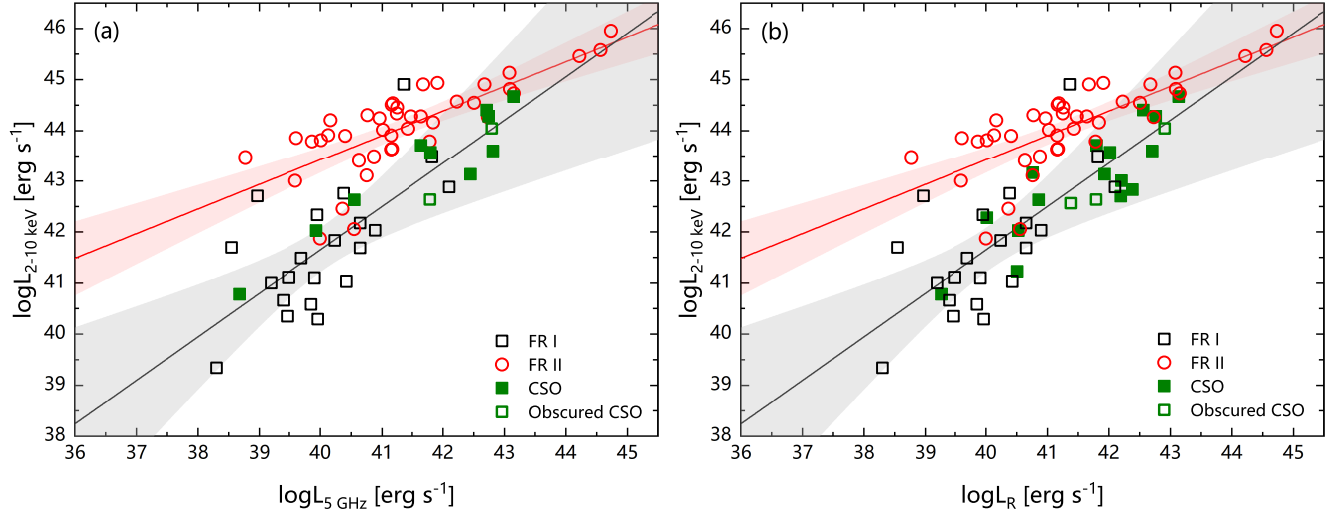 (a)
logL2-10 keV [erg s-1]
46
45
44
43
42
41
40
39
38
FR I
FR II
CSO
Obscured CSO
36 37 38 39 40 41 42 43 44 45
logL5 GHz [erg s-1]
(b)
logL2-10 keV [erg s-1]
46
45
44
43
42
41
40
39
38
FR I
FR II
CSO
Obscured CSO
36 37 38 39 40 41 42 43 44 45
logLR [erg s-1]